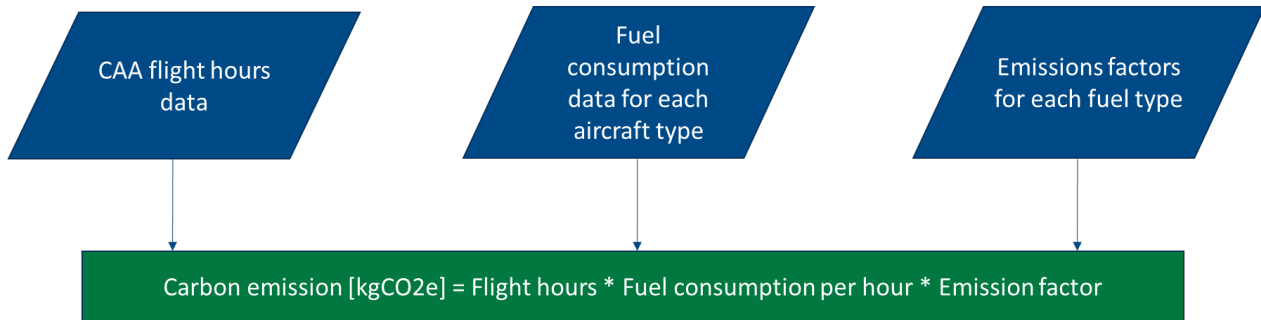 CAA flight hours
data
Fuel
consumption
data for each
aircraft type
Emissions factors
for each fuel type
Carbon emission [kgCO2e] = Flight hours * Fuel consumption per hour * Emission factor